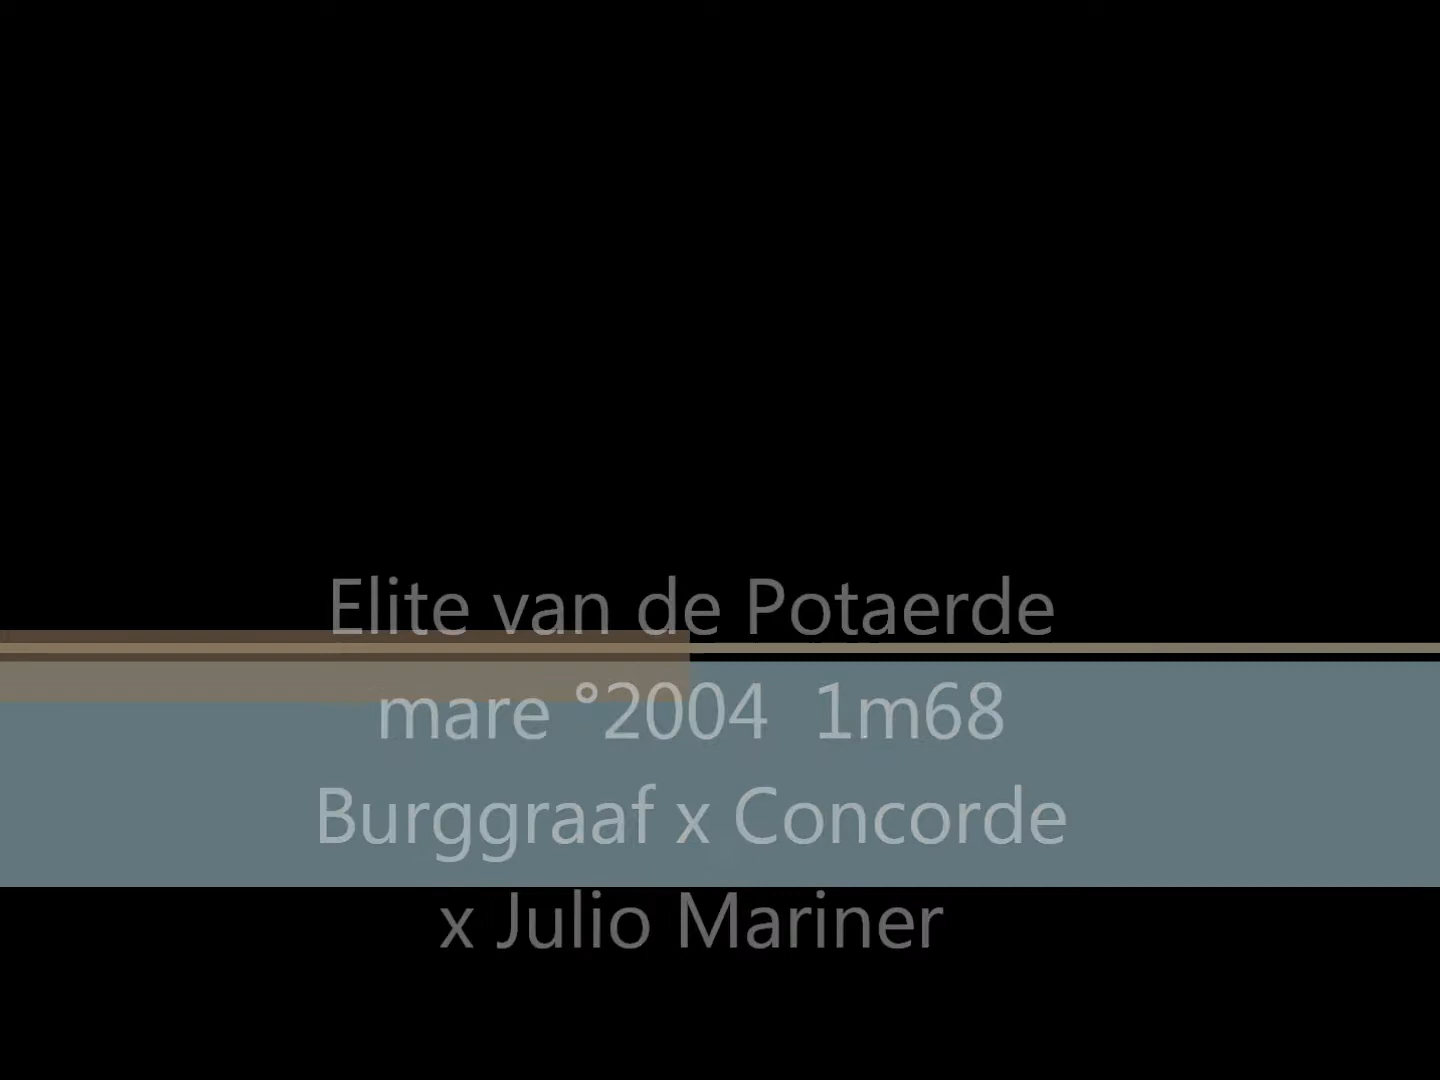 Elite van de Potaerde
mare °2004 1m68
Burggraaf x Concorde
x Julio Mariner